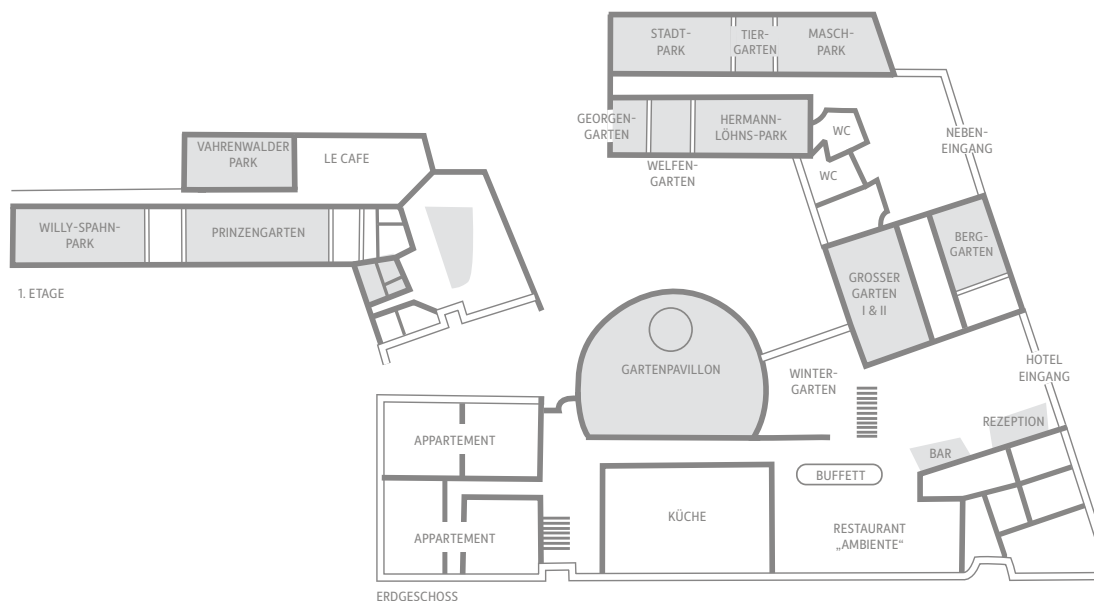 STADT-
PARK
TIER-
GARTEN
MASCH-
PARK
GEORGEN-
GARTEN
HERMANN-
LÖHNS-PARK
WELFEN-
GARTEN
WC
WC
NEBEN-
EINGANG
VAHRENWALDER
PARK
LE CAFE
WILLY-SPAHN-
PARK
PRINZENGARTEN
1. ETAGE
BERG-
GARTEN
GROSSER
GARTEN
I & II
GARTENPAVILLON
WINTER-
GARTEN
HOTEL
EINGANG
REZEPTION
BAR
BUFFETT
APPARTEMENT
APPARTEMENT
KÜCHE
RESTAURANT
„AMBIENTE“
ERDGESCHOSS